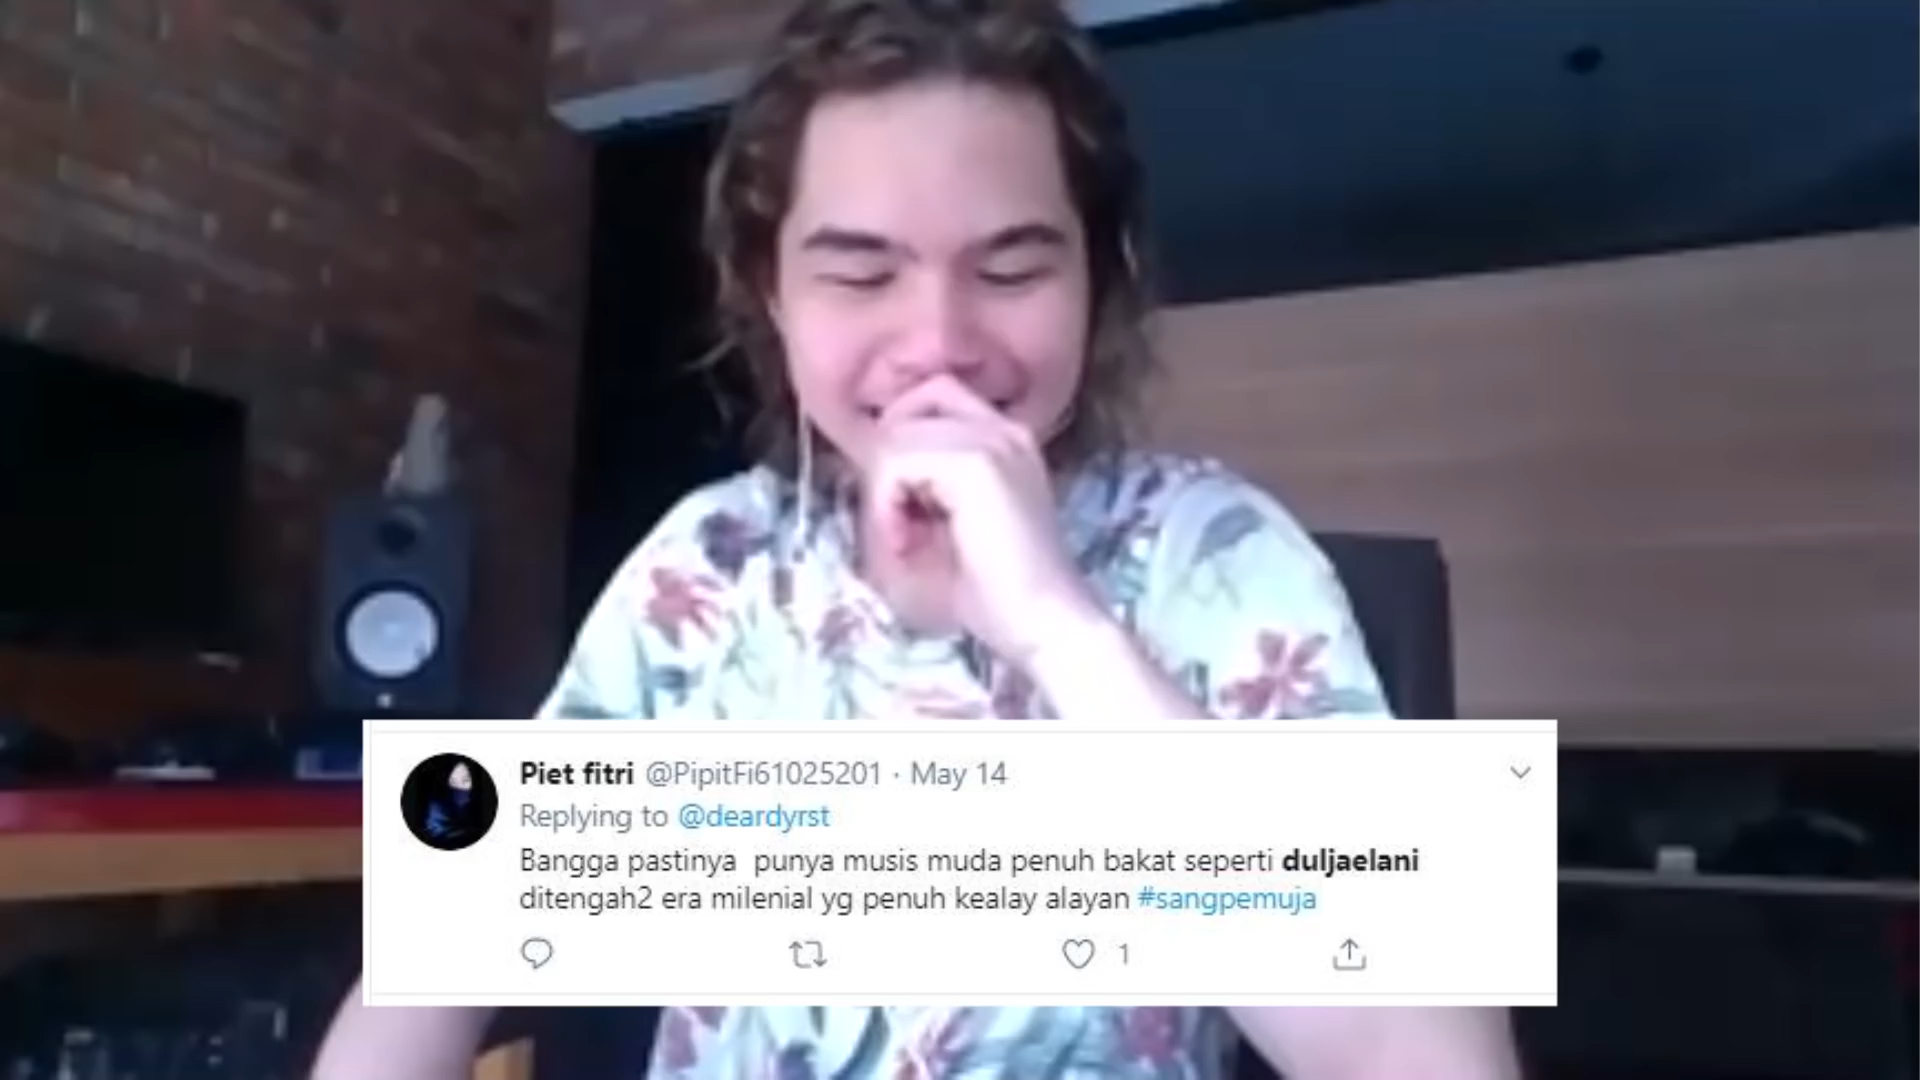 Piet fitri @PipitFi61025201 · May 14
Replying to @deardyrst
Bangga pastinya  punya musis muda penuh bakat seperti duljaelani
ditengah2 era milenial yg penuh kealay alayan #sangpemuja
1